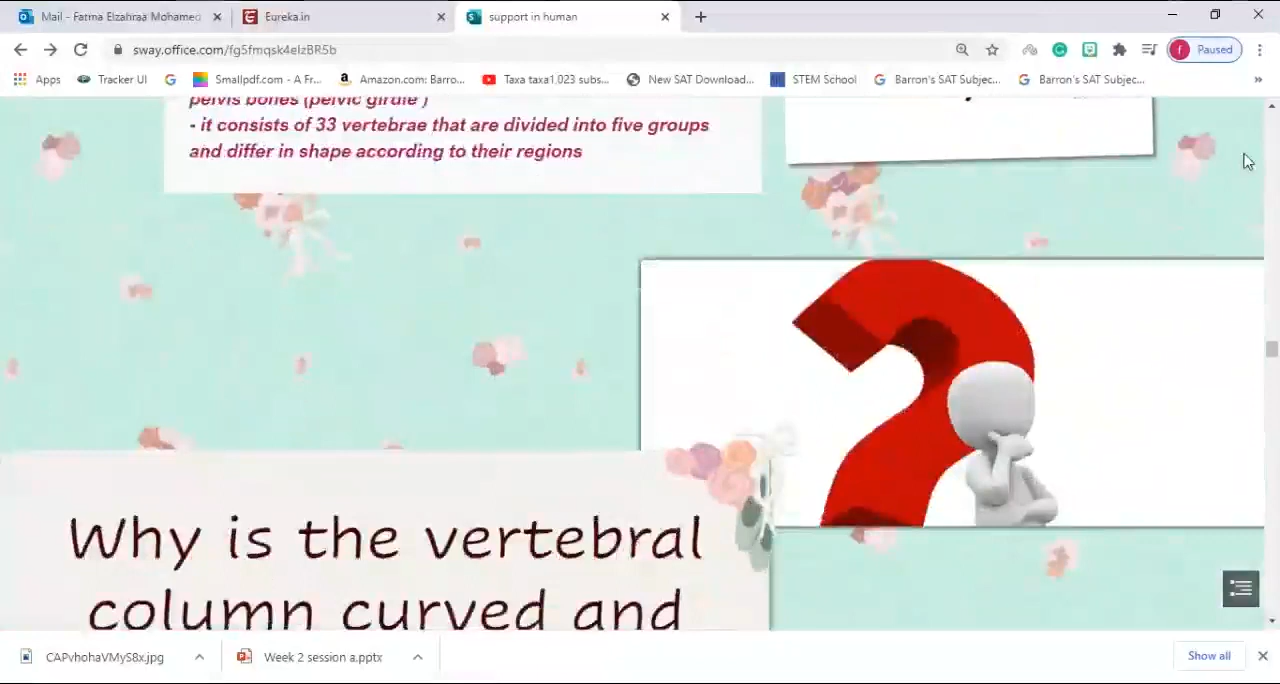 Mail - Fatma Elzahraa Mohamed
Eureka.in
support in human
sway.office.com/fg5fmqsk4elzBR5b
Paused
Apps
Tracker UI
Smallpdf.com - A Fr...
Amazon.com: Barro...
Taxa taxa1,023 subs...
New SAT Download...
STEM School
Barron's SAT Subjec...
Barron's SAT Subjec...
pelvis bones (pelvic girdle )
- it consists of 33 vertebrae that are divided into five groups
and differ in shape according to their regions
Why is the vertebral
column curved and
CAPvhohaVMyS8x.jpg
Week 2 session a.pptx
Show all